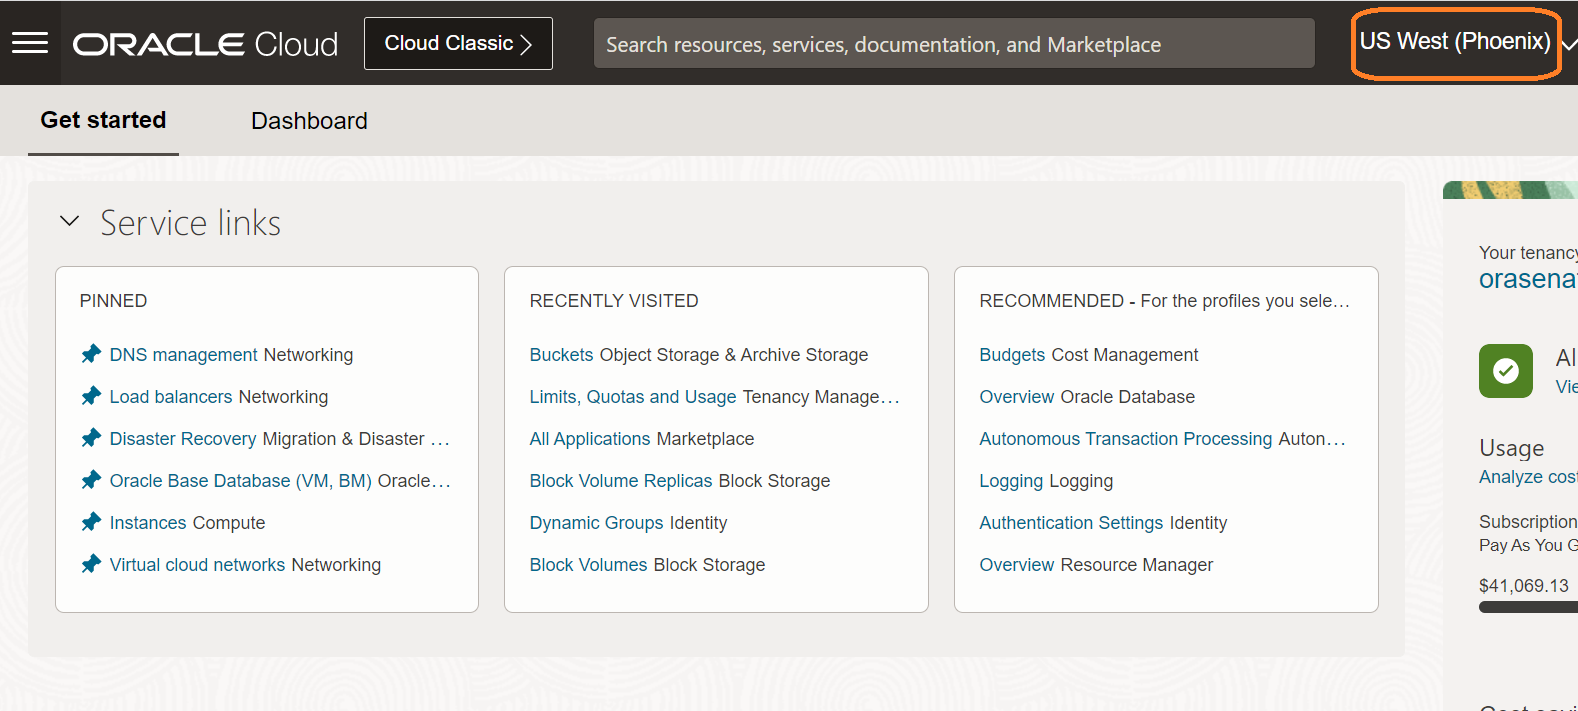 ORACLE Cloud
Cloud Classic
Search resources, services, documentation, and Marketplace
US West (Phoenix)
Get started
Dashboard
Service links
PINNED
DNS management Networking
Load balancers Networking
Disaster Recovery Migration & Disaster ...
Oracle Base Database (VM, BM) Oracle...
Instances Compute
Virtual cloud networks Networking
RECENTLY VISITED
Buckets Object Storage & Archive Storage
Limits, Quotas and Usage Tenancy Manage...
All Applications Marketplace
Block Volume Replicas Block Storage
Dynamic Groups Identity
Block Volumes Block Storage
RECOMMENDED - For the profiles you sele...
Budgets Cost Management
Overview Oracle Database
Autonomous Transaction Processing Auton...
Logging Logging
Authentication Settings Identity
Overview Resource Manager
Your tenancy
orasena
Al
Vie
Usage
Analyze cost
Subscription
Pay As You G
$41,069.13